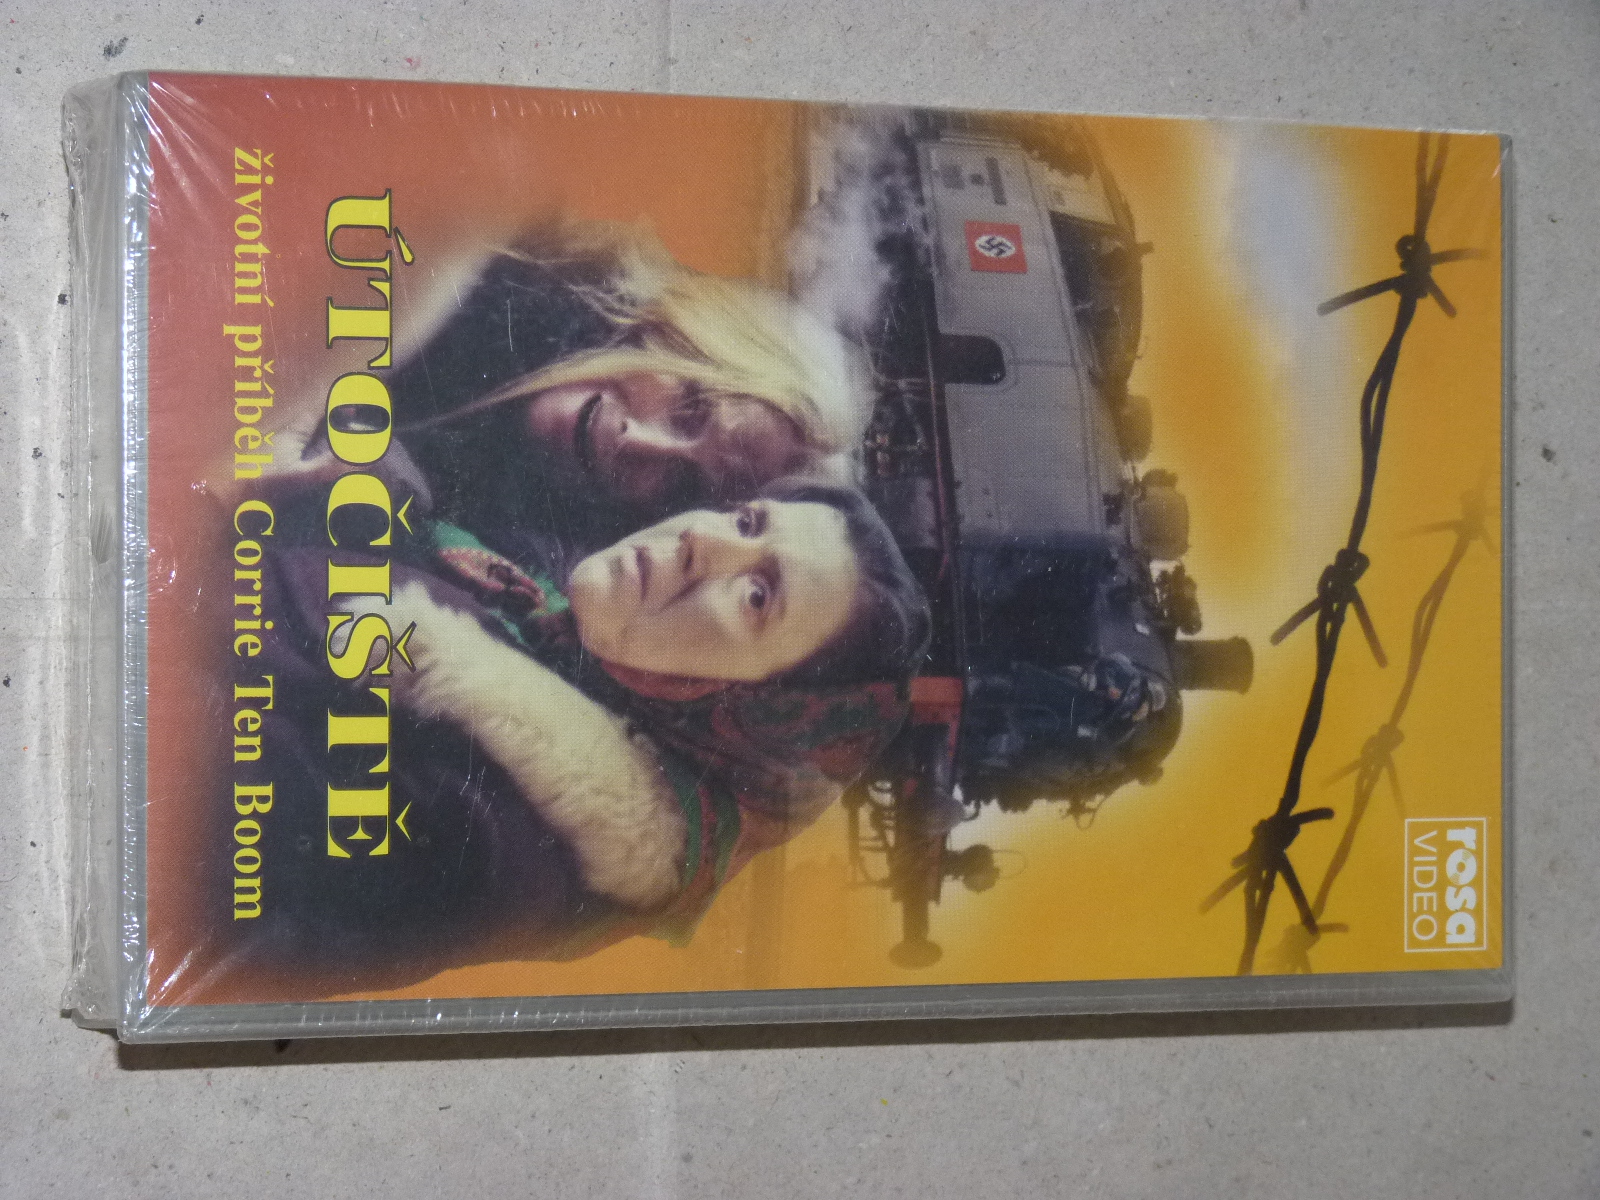 rosa
VIDEO
ÚTOČIŠTĚ
životní příběh Corrie Ten Boom